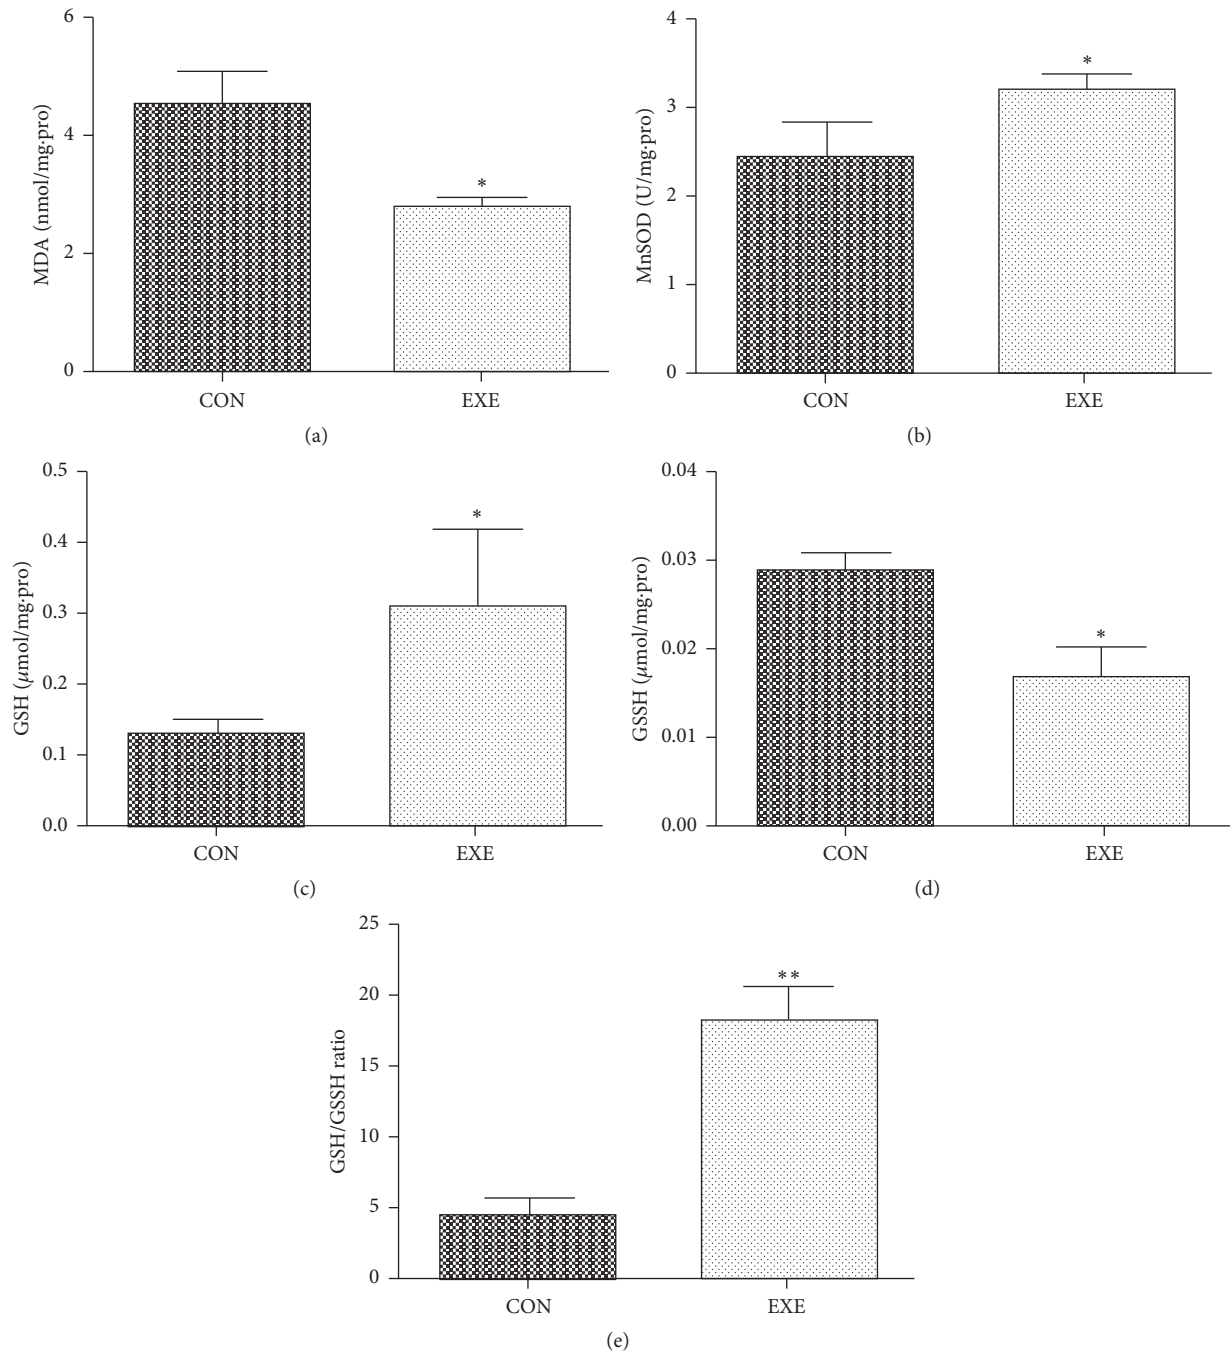 6
4
2
0
MDA (nmol/mg·pro)
*
CON
EXE
(a)
4
3
2
1
0
MnSOD (U/mg·pro)
*
CON
EXE
(b)
0.5
0.4
0.3
0.2
0.1
0.0
GSH (μmol/mg·pro)
*
CON
EXE
(c)
0.04
0.03
0.02
0.01
0.00
GSSH (μmol/mg·pro)
*
CON
EXE
(d)
25
20
15
10
5
0
GSH/GSSH ratio
**
CON
EXE
(e)